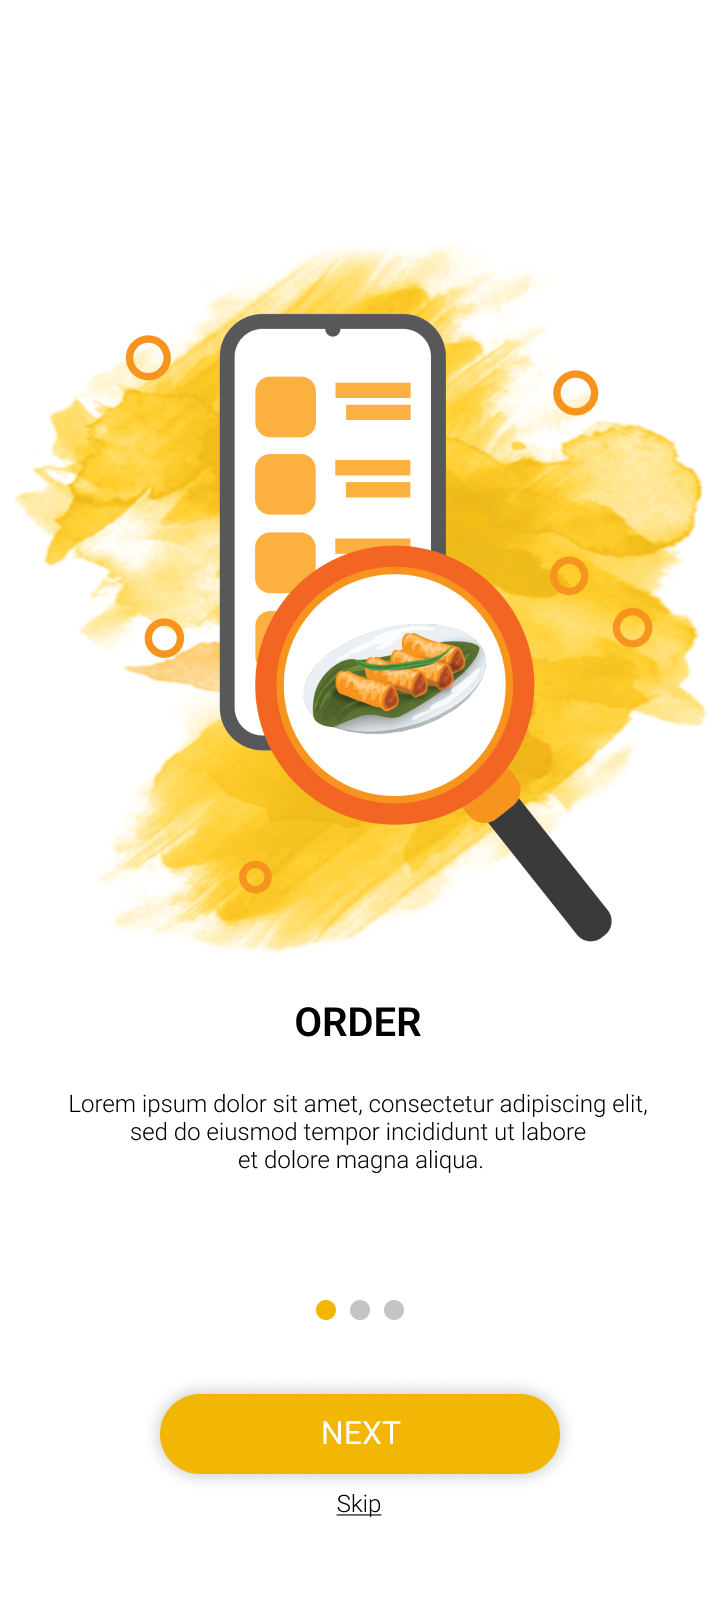 ORDER
Lorem ipsum dolor sit amet, consectetur adipiscing elit,
sed do eiusmod tempor incididunt ut labore
et dolore magna aliqua.
NEXT
Skip